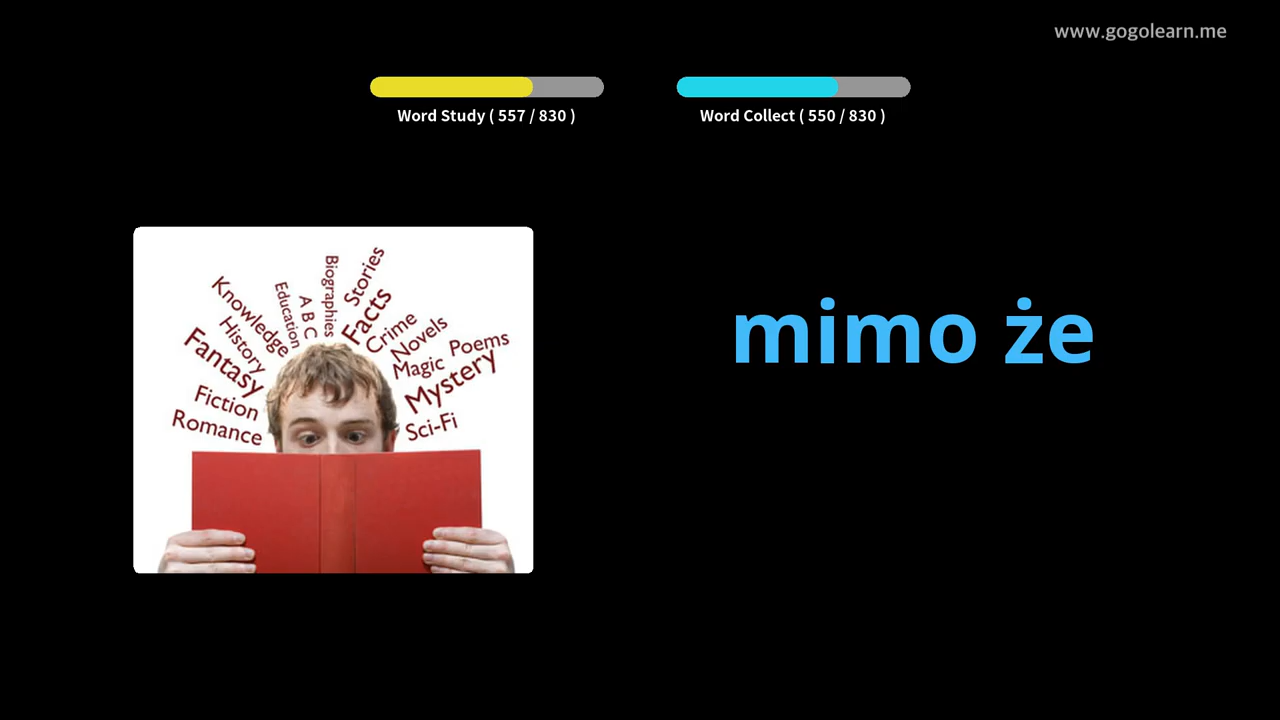 www.gogolearn.me
Word Study ( 557 / 830 )
Word Collect ( 550 / 830 )
mimo że
Biographies
Stories
Education
A B C
Facts
Knowledge
History
Crime
Novels
Fantasy
Magic
Poems
Mystery
Fiction
Romance
Sci-Fi